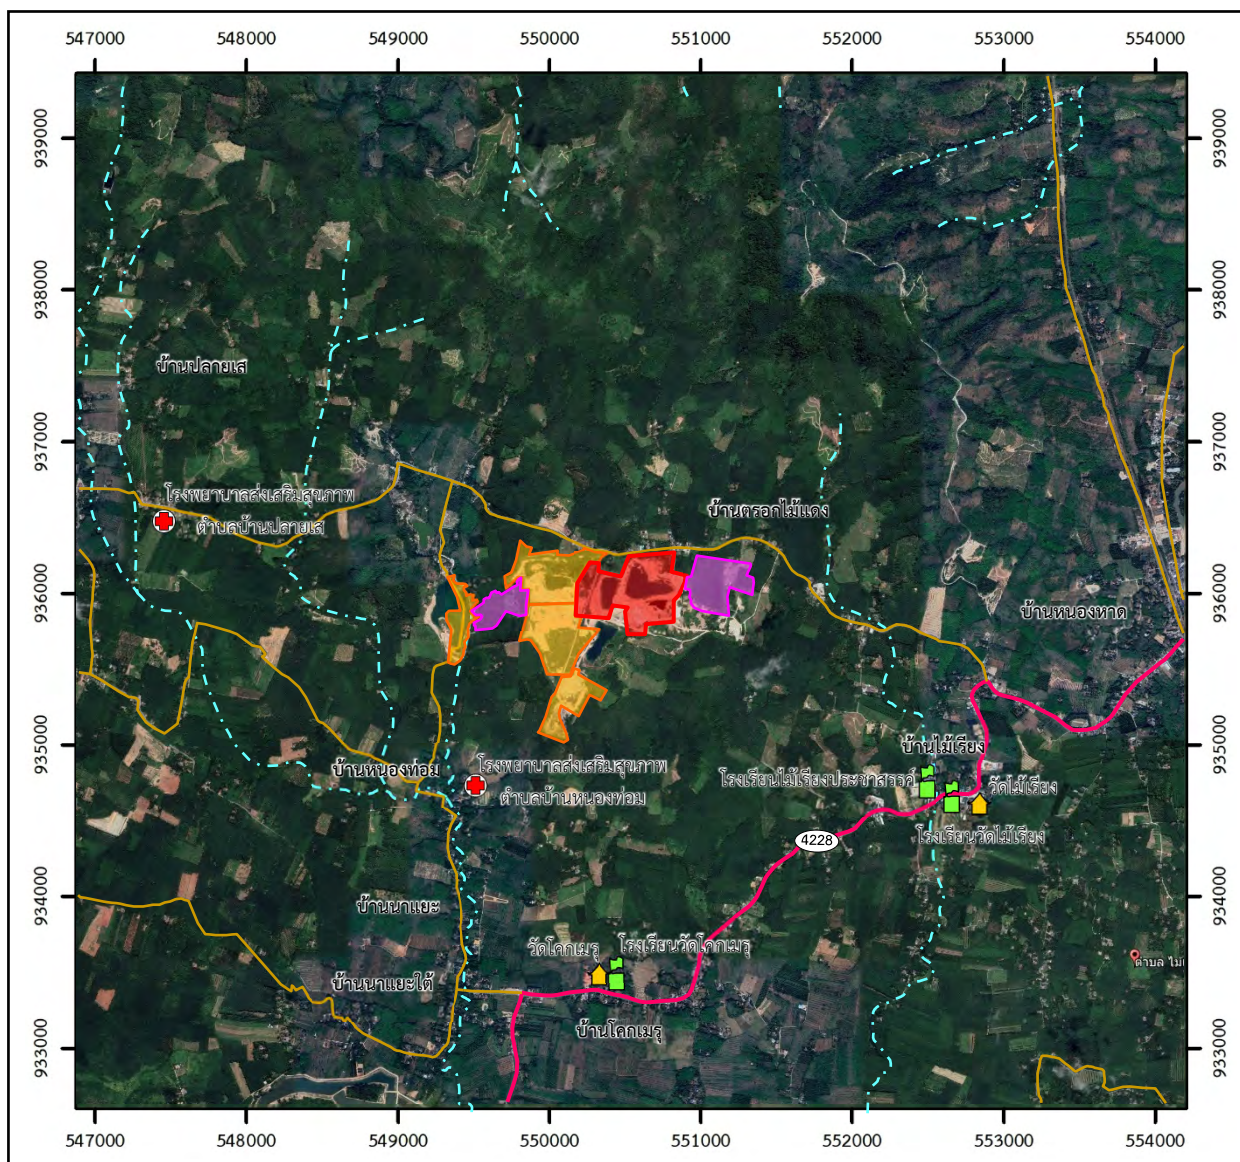 547000 548000 549000 550000 551000 552000 553000 554000
939000 939000
938000 938000
บ้านปลายเส
937000 937000
โรงพยาบาลส่งเสริมสุขภาพ
ตำบลบ้านปลายเส
บ้านตรอกไม้แดง
936000 936000
บ้านหนองหาด
935000 935000
บ้านไม้เรียง
บ้านหนองท่อม
โรงพยาบาลส่งเสริมสุขภาพ
ตำบลบ้านหนองท่อม
โรงเรียนไม้เรียงประชาสรรค์
วัดไม้เรียง
โรงเรียนวัดไม้เรียง
4228
934000 934000
บ้านนาแยะ
วัดโคกเมรุ
โรงเรียนวัดโคกเมรุ
ตำบล ไม้เ
บ้านนาแยะใต้
บ้านโคกเมรุ
933000 933000
547000 548000 549000 550000 551000 552000 553000 554000